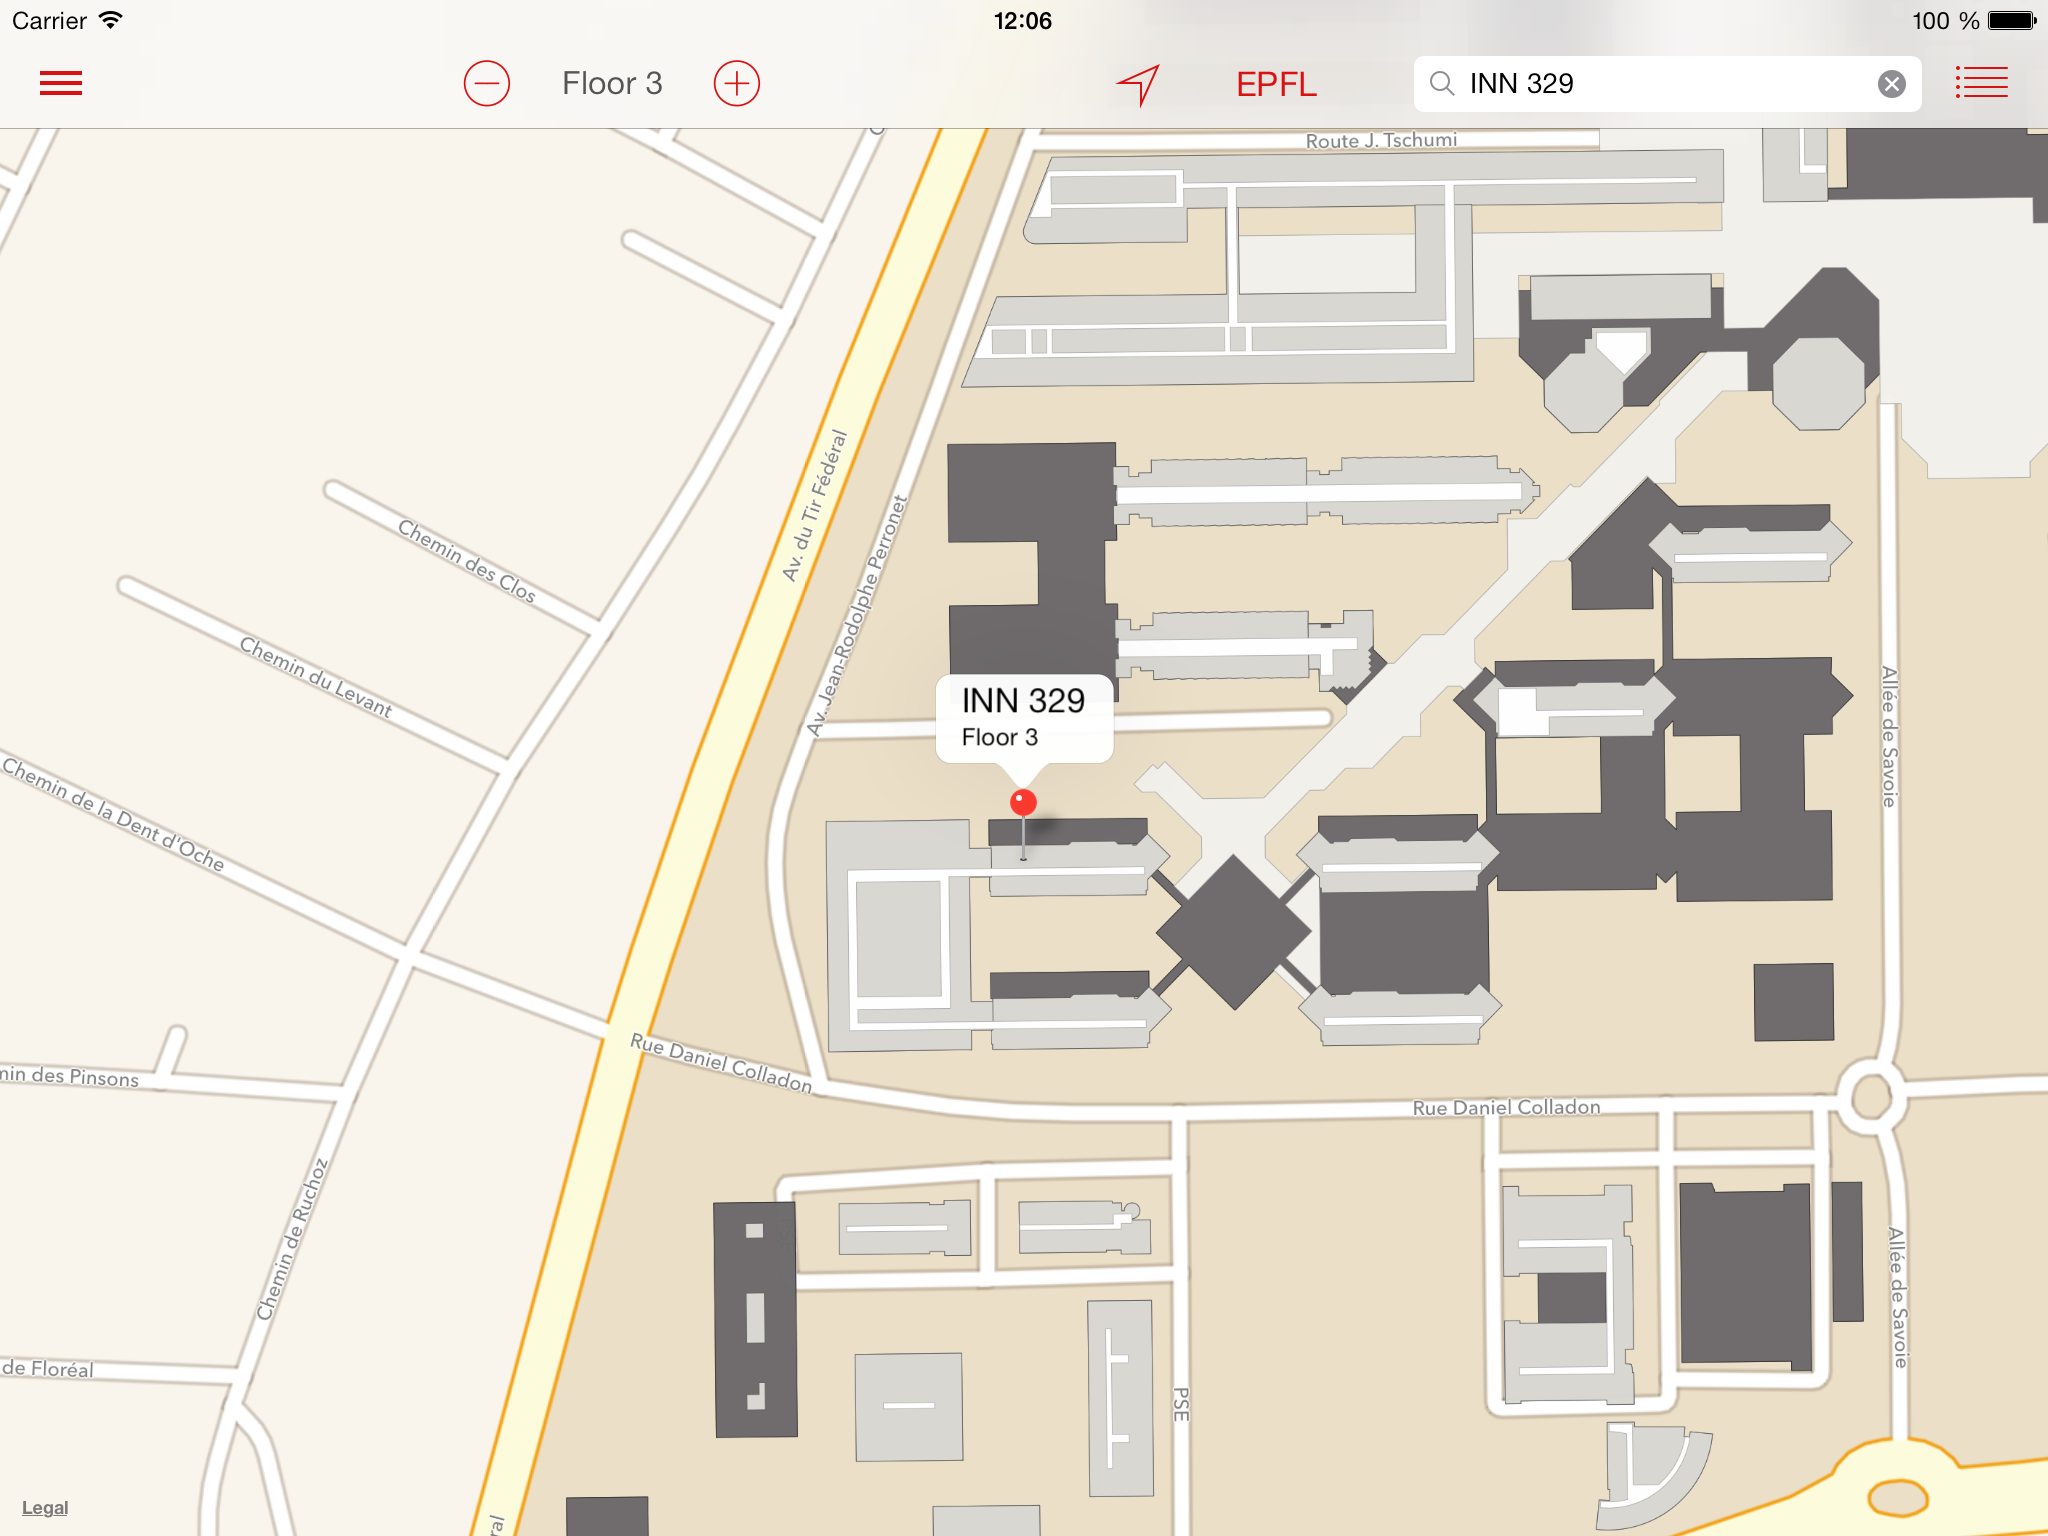 Carrier
12:06
100 %
Floor 3
EPFL
INN 329
Route J. Tschumi
Av. du Tir Fédéral
Av. Jean-Rodolphe Perronet
Chemin des Clos
Chemin du Levant
INN 329
Floor 3
Allée de Savoie
Chemin de la Dent d'Oche
Rue Daniel Colladon
Rue Daniel Colladon
des Pinsons
Chemin de Ruchoz
Allée de Savoie
de Floréal
PSE
Legal